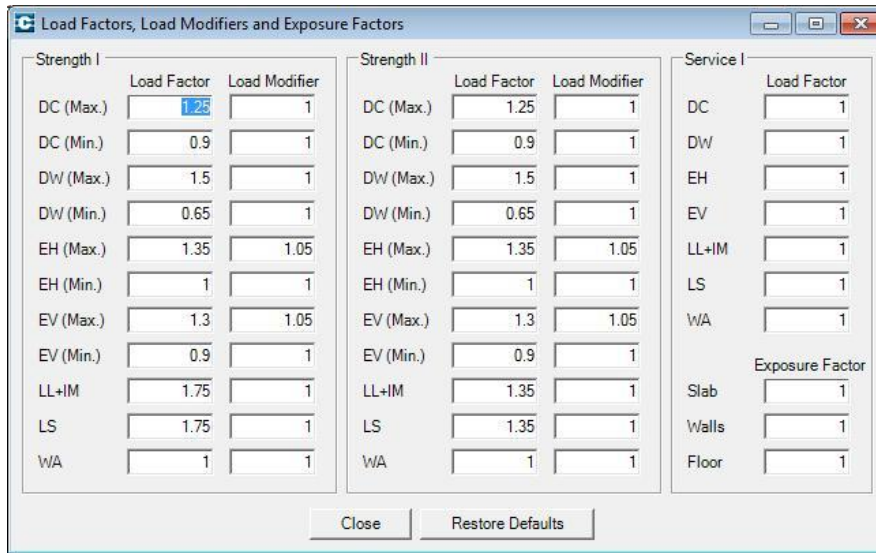 Load Factors, Load Modifiers and Exposure Factors
Strength I
Load Factor Load Modifier
DC (Max.) 1.25 1
DC (Min.) 0.9 1
DW (Max.) 1.5 1
DW (Min.) 0.65 1
EH (Max.) 1.35 1.05
EH (Min.) 1 1
EV (Max.) 1.3 1.05
EV (Min.) 0.9 1
LL+IM 1.75 1
LS 1.75 1
WA 1 1
Strength II
Load Factor Load Modifier
DC (Max.) 1.25 1
DC (Min.) 0.9 1
DW (Max.) 1.5 1
DW (Min.) 0.65 1
EH (Max.) 1.35 1.05
EH (Min.) 1 1
EV (Max.) 1.3 1.05
EV (Min.) 0.9 1
LL+IM 1.35 1
LS 1.35 1
WA 1 1
Service I
Load Factor
DC 1
DW 1
EH 1
EV 1
LL+IM 1
LS 1
WA 1
Exposure Factor
Slab 1
Walls 1
Floor 1
Close Restore Defaults